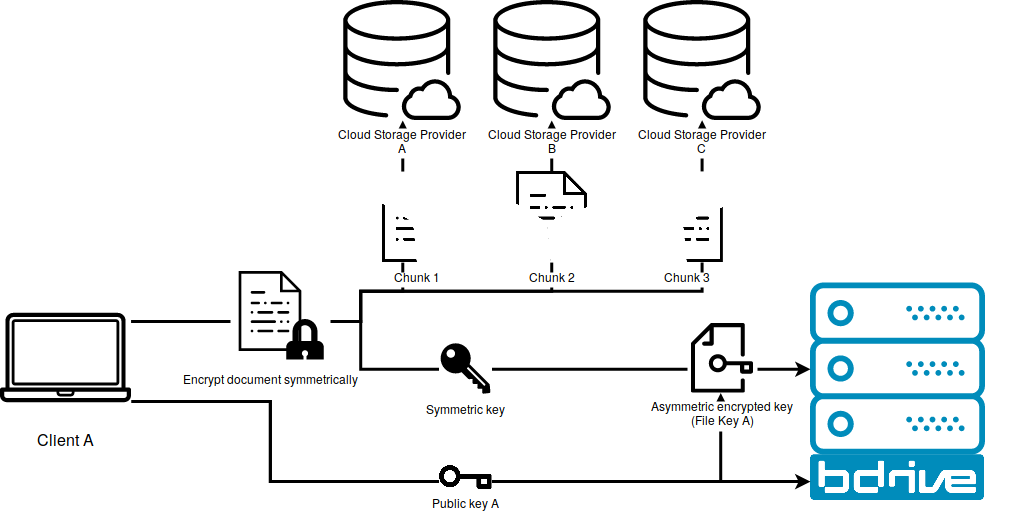 Cloud Storage Provider
A
Cloud Storage Provider
B
Cloud Storage Provider
C
Chunk 1
Chunk 2
Chunk 3
Encrypt document symmetrically
Client A
Symmetric key
Asymmetric encrypted key
(File Key A)
Public key A
bdrive